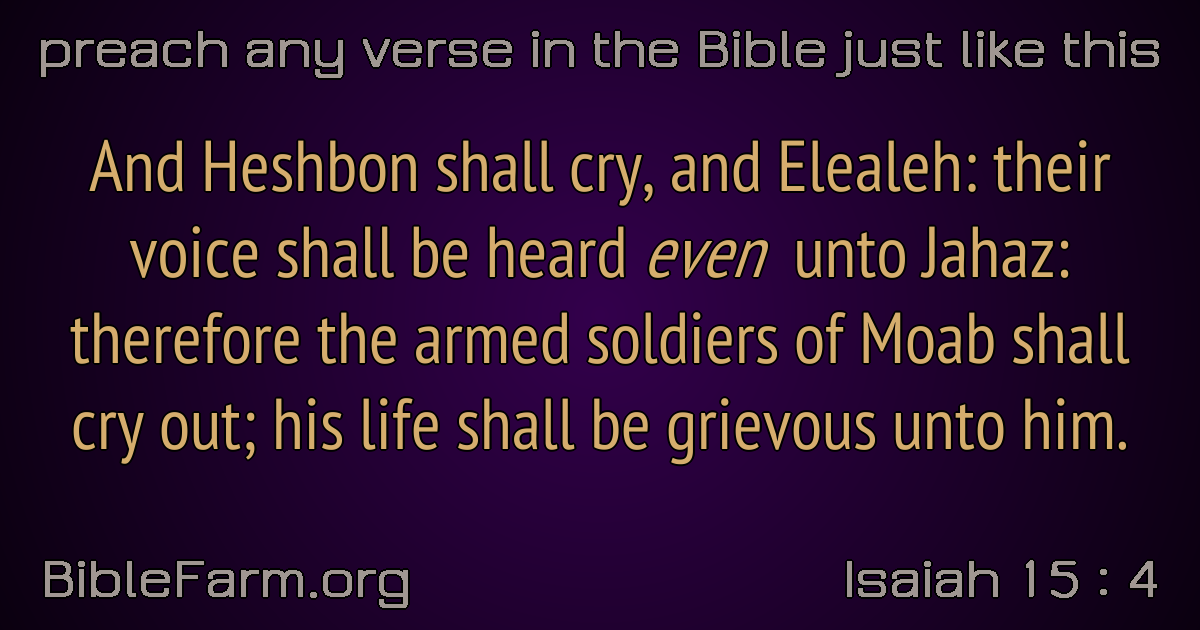 preach any verse in the Bible just like this
And Heshbon shall cry, and Elealeh: their
voice shall be heard even unto Jahaz:
therefore the armed soldiers of Moab shall
cry out; his life shall be grievous unto him.
BibleFarm.org
Isaiah 15 : 4